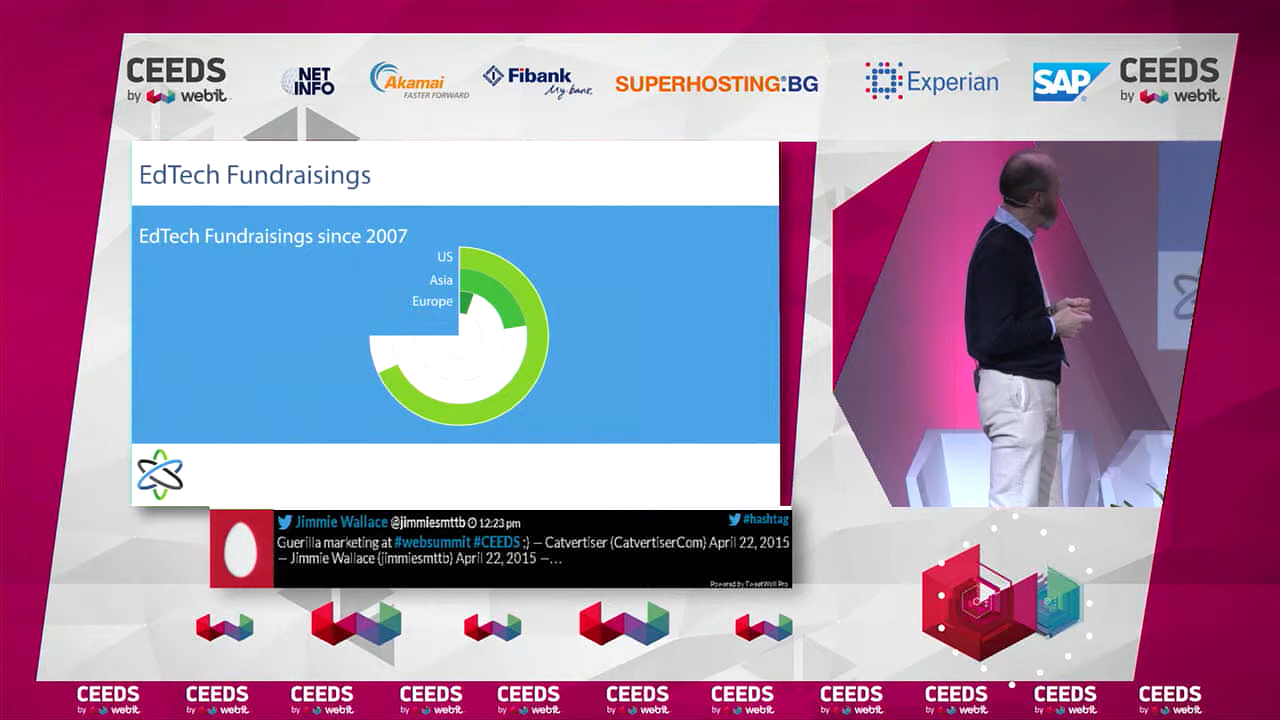 CEEDS
by webit
NET
INFO
Akamai
FASTER FORWARD
Fibank
My bank.
SUPERHOSTING.BG
Experian
SAP
CEEDS
by webit
EdTech Fundraisings
EdTech Fundraisings since 2007
US
Asia
Europe
Jimmie Wallace @jimmiesmttb 12:23 pm
#hashtag
Guerilla marketing at #websummit #CEEDS ;) — Catvertiser (CatvertiserCom) April 22, 2015
— Jimmie Wallace (jimmiesmttb) April 22, 2015 —...
Powered by TweetWall Pro
CEEDS CEEDS CEEDS CEEDS CEEDS CEEDS CEEDS CEEDS CEEDS CEEDS CEEDS
by webit by webit by webit by webit by webit by webit by webit by webit by webit by webit by webit